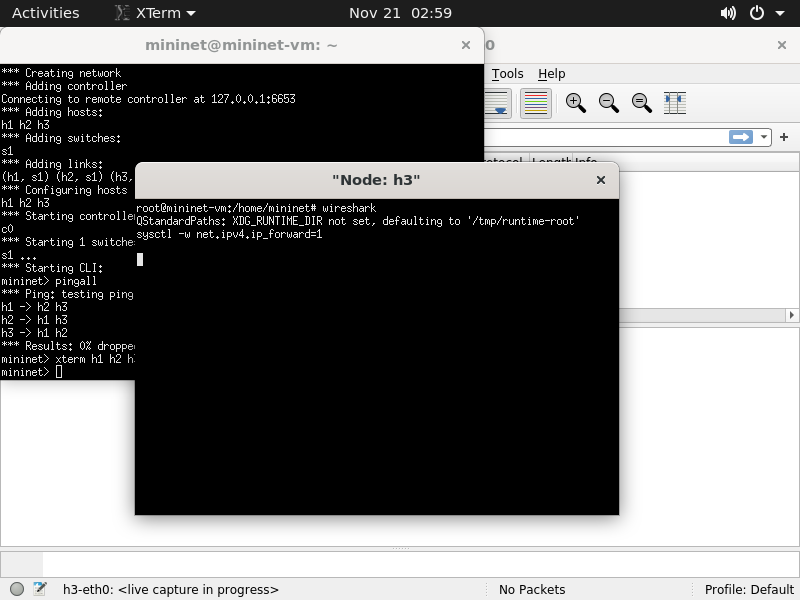 Activities
XTerm
Nov 21 02:59
mininet@mininet-vm: ~
0
Tools Help
*** Creating network
*** Adding controller
Connecting to remote controller at 127.0.0.1:6653
*** Adding hosts:
h1 h2 h3
*** Adding switches:
s1
*** Adding links:
(h1, s1) (h2, s1) (h3,
*** Configuring hosts
h1 h2 h3
*** Starting controlle
c0
*** Starting 1 switche
s1 ...
*** Starting CLI:
mininet> pingall
*** Ping: testing ping
h1 -> h2 h3
h2 -> h1 h3
h3 -> h1 h2
*** Results: 0% droppe
mininet> xterm h1 h2 h
mininet>
Length Info
"Node: h3"
root@mininet-vm:/home/mininet# wireshark
QStandardPaths: XDG_RUNTIME_DIR not set, defaulting to '/tmp/runtime-root'
sysctl -w net.ipv4.ip_forward=1
h3-eth0: <live capture in progress>
No Packets
Profile: Default